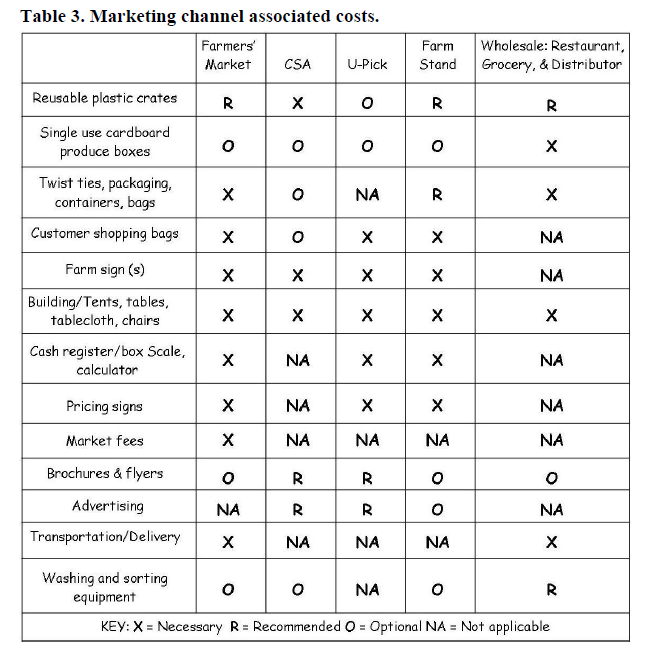 Table 3. Marketing channel associated costs.
Farmers' Market CSA U-Pick Farm Stand Wholesale: Restaurant, Grocery, & Distributor
Reusable plastic crates R X O R R
Single use cardboard produce boxes O O O O X
Twist ties, packaging, containers, bags X O NA R X
Customer shopping bags X O X X NA
Farm sign (s) X X X X NA
Building/Tents, tables, tablecloth, chairs X X X X X
Cash register/box Scale, calculator X NA X X NA
Pricing signs X NA X X NA
Market fees X NA NA NA NA
Brochures & flyers O R R O O
Advertising NA R R O NA
Transportation/Delivery X NA NA NA X
Washing and sorting equipment O O NA O R
KEY: X = Necessary R = Recommended O = Optional NA = Not applicable